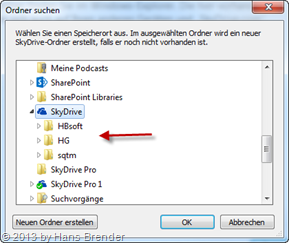 Ordner suchen
Wählen Sie einen Speicherort aus. Im ausgewählten Ordner wird ein neuer
SkyDrive-Ordner erstellt, falls er noch nicht vorhanden ist.
Meine Podcasts
SharePoint
SharePoint Libraries
SkyDrive
HBsoft
HG
sqtm
SkyDrive Pro
SkyDrive Pro 1
Suchvorgänge
Neuen Ordner erstellen
OK
Abbrechen
© 2013 by Hans Brender